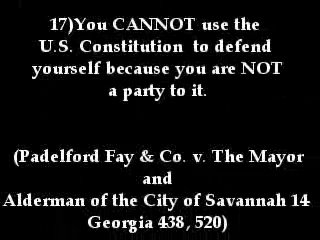 17)You CANNOT use the
U.S. Constitution to defend
yourself because you are NOT
a party to it.
(Padelford Fay & Co. v. The Mayor
and
Alderman of the City of Savannah 14
Georgia 438, 520)